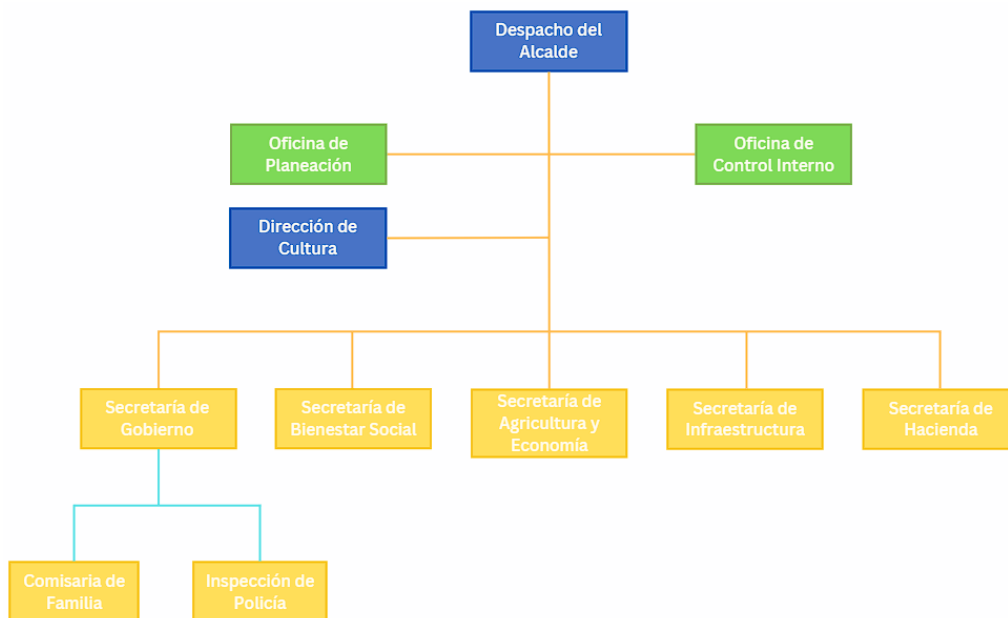 Despacho del
Alcalde
Oficina de
Planeación
Oficina de
Control Interno
Dirección de
Cultura
Secretaría de
Gobierno
Secretaría de
Bienestar Social
Secretaría de
Agricultura y
Economía
Secretaría de
Infraestructura
Secretaría de
Hacienda
Comisaria de
Familia
Inspección de
Policía